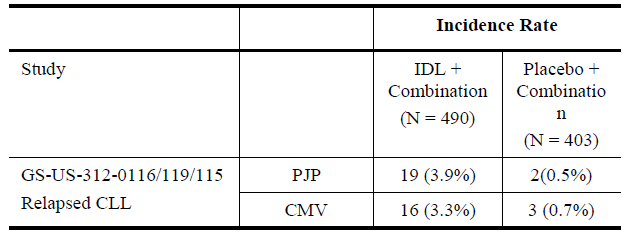 Incidence Rate
Study
IDL +
Combination
(N = 490)
Placebo +
Combinatio
n
(N = 403)
GS-US-312-0116/119/115
Relapsed CLL
PJP
19 (3.9%)
2(0.5%)
CMV
16 (3.3%)
3 (0.7%)